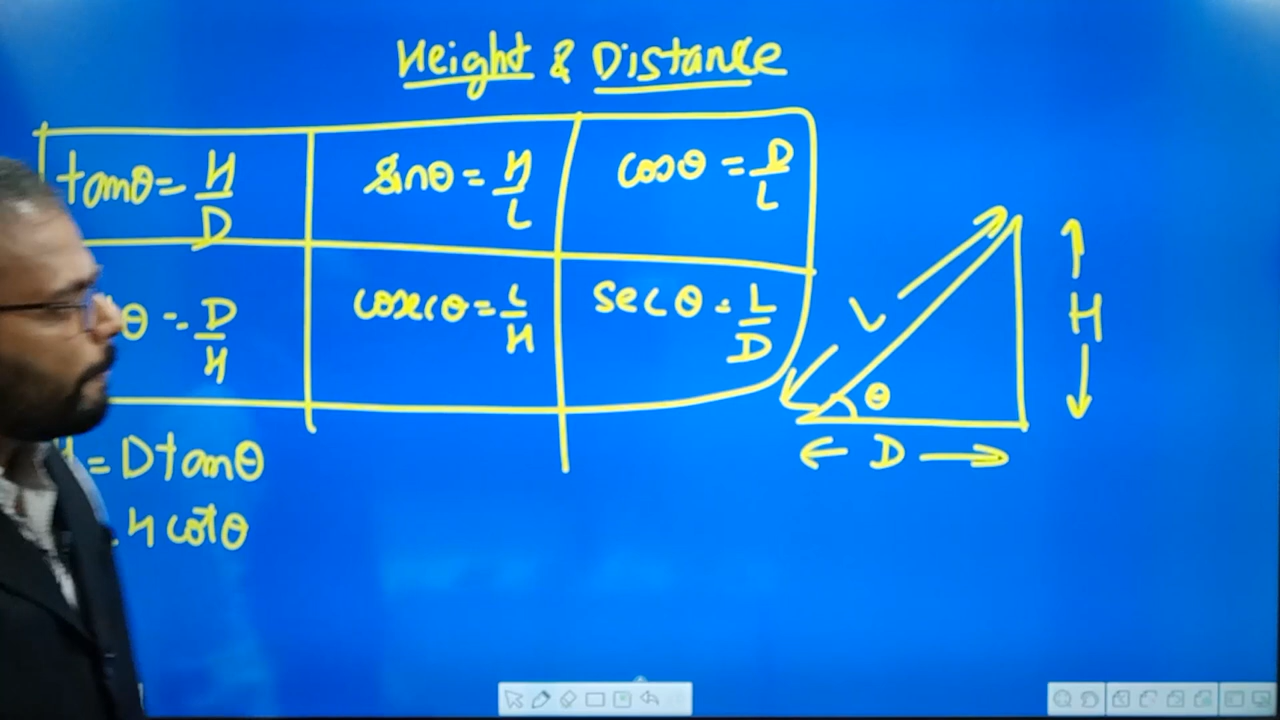 Height & Distance
tanθ = H/D
sinθ = H/L
cosθ = D/L
θ = D/H
cosecθ = L/H
secθ = L/D
L
H
θ
D
= D tanθ
H cotθ